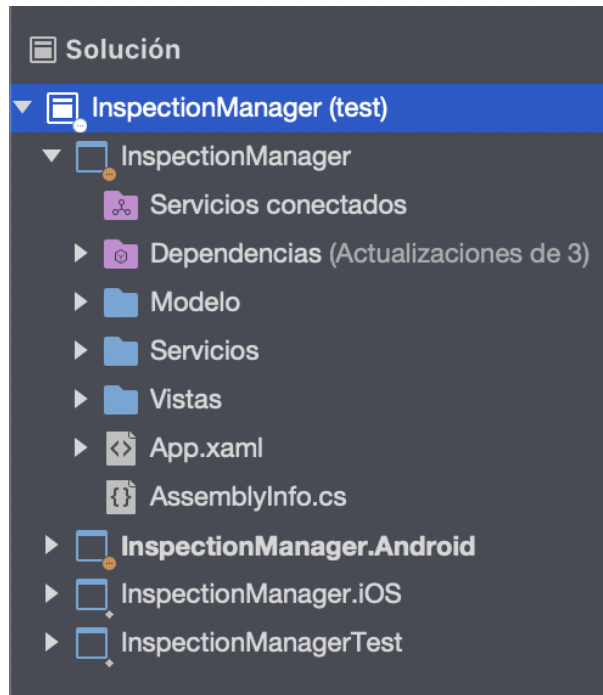 Solución
InspectionManager (test)
InspectionManager
Servicios conectados
Dependencias (Actualizaciones de 3)
Modelo
Servicios
Vistas
App.xaml
AssemblyInfo.cs
InspectionManager.Android
InspectionManager.iOS
InspectionManagerTest